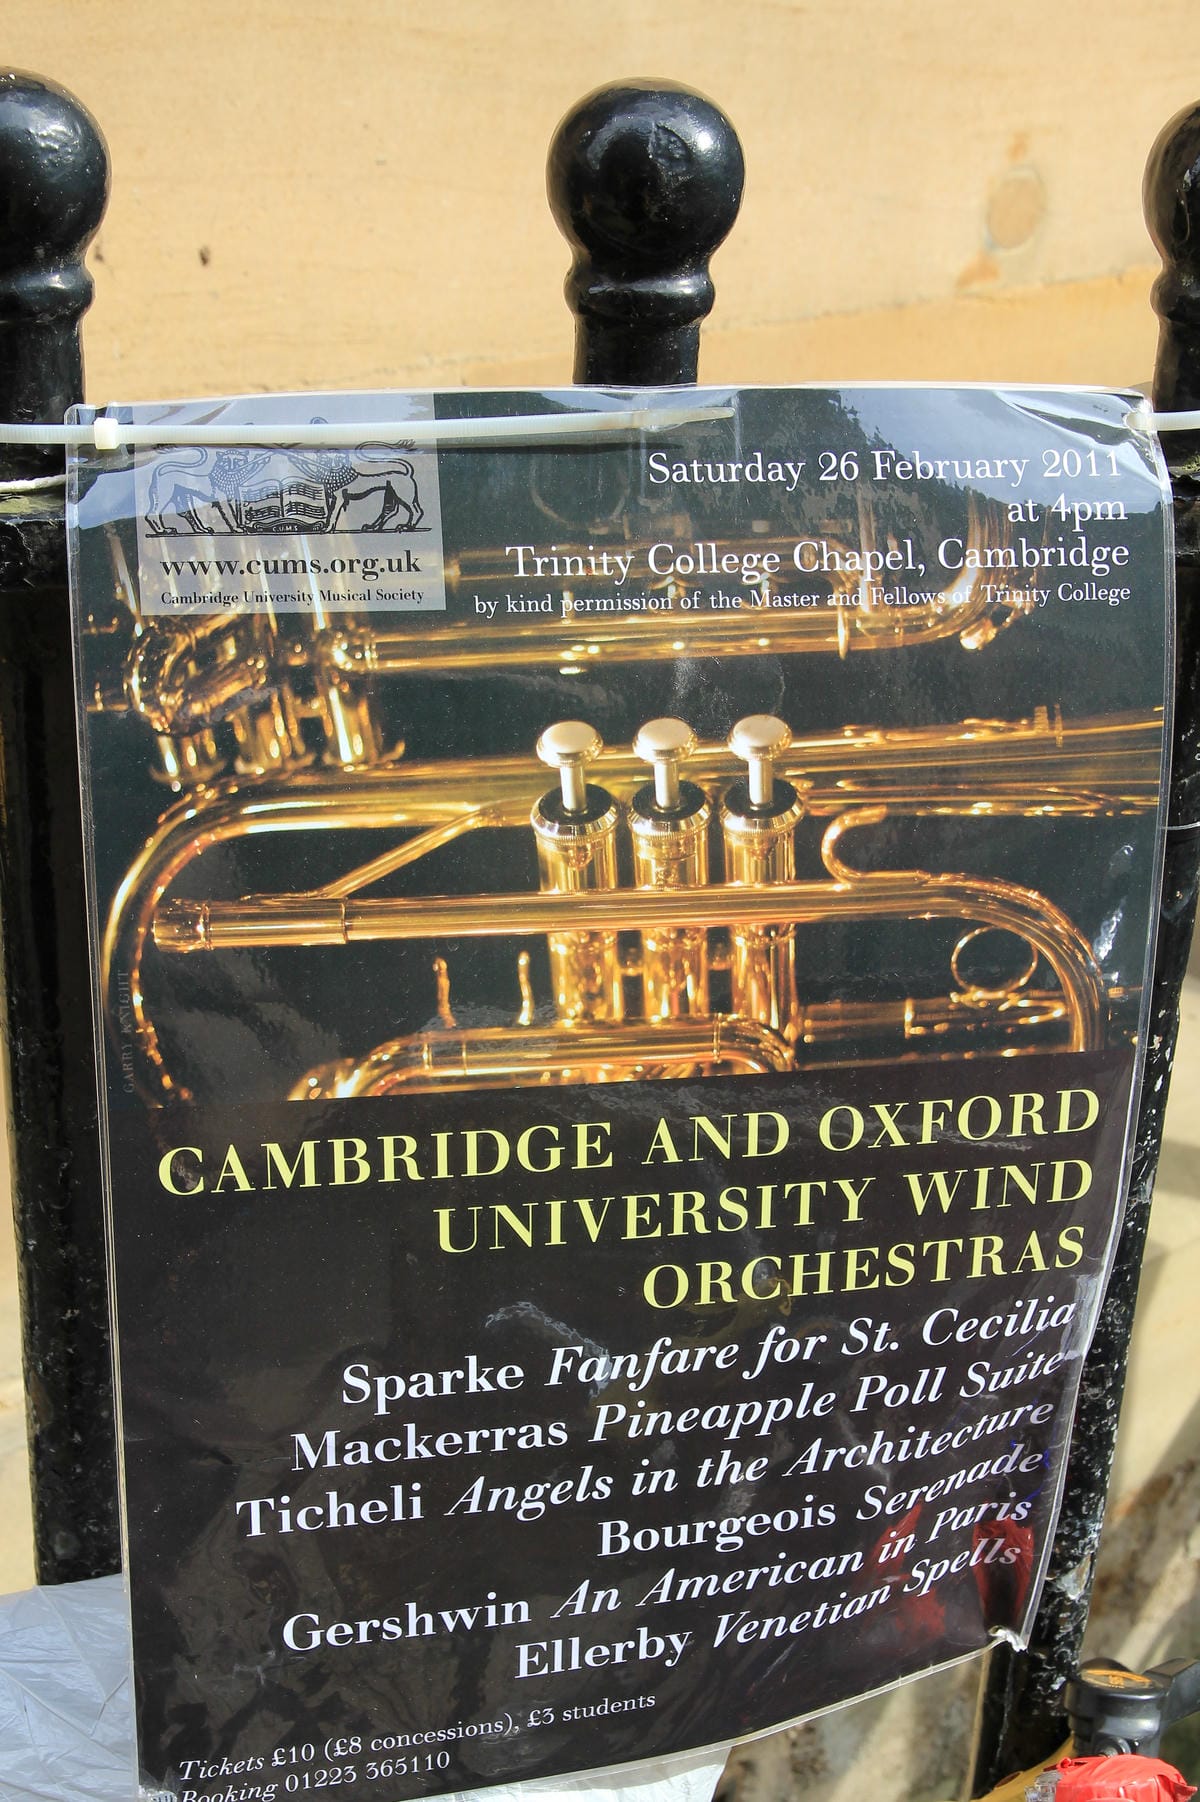 C.U.M.S
www.cums.org.uk
Cambridge University Musical Society
Saturday 26 February 2011
at 4pm
Trinity College Chapel, Cambridge
by kind permission of the Master and Fellows of Trinity College
GARRY KNIGHT
CAMBRIDGE AND OXFORD
UNIVERSITY WIND
ORCHESTRAS
Sparke Fanfare for St. Cecilia
Mackerras Pineapple Poll Suite
Ticheli Angels in the Architecture
Bourgeois Serenade
Gershwin An American in Paris
Ellerby Venetian Spells
Tickets £10 (£8 concessions), £3 students
Booking 01223 365110